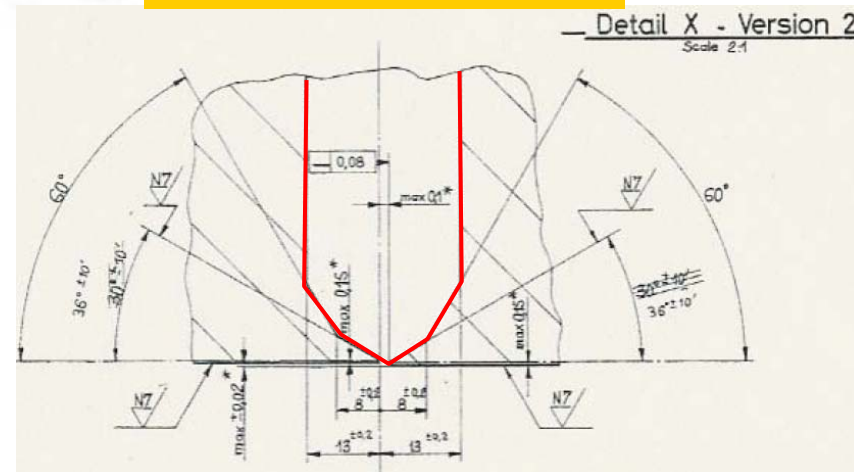 Detail X - Version 2
Scale 2:1
— 0,08
max 0,1*
60°
60°
N7
N7
36° ±10'
30° ±10'
30° ±10'
36° ±10'
max 0,15*
max 0,15*
max ±0,02*
N7
N7
8 ±0,2
13 ±0,2
13 ±0,2